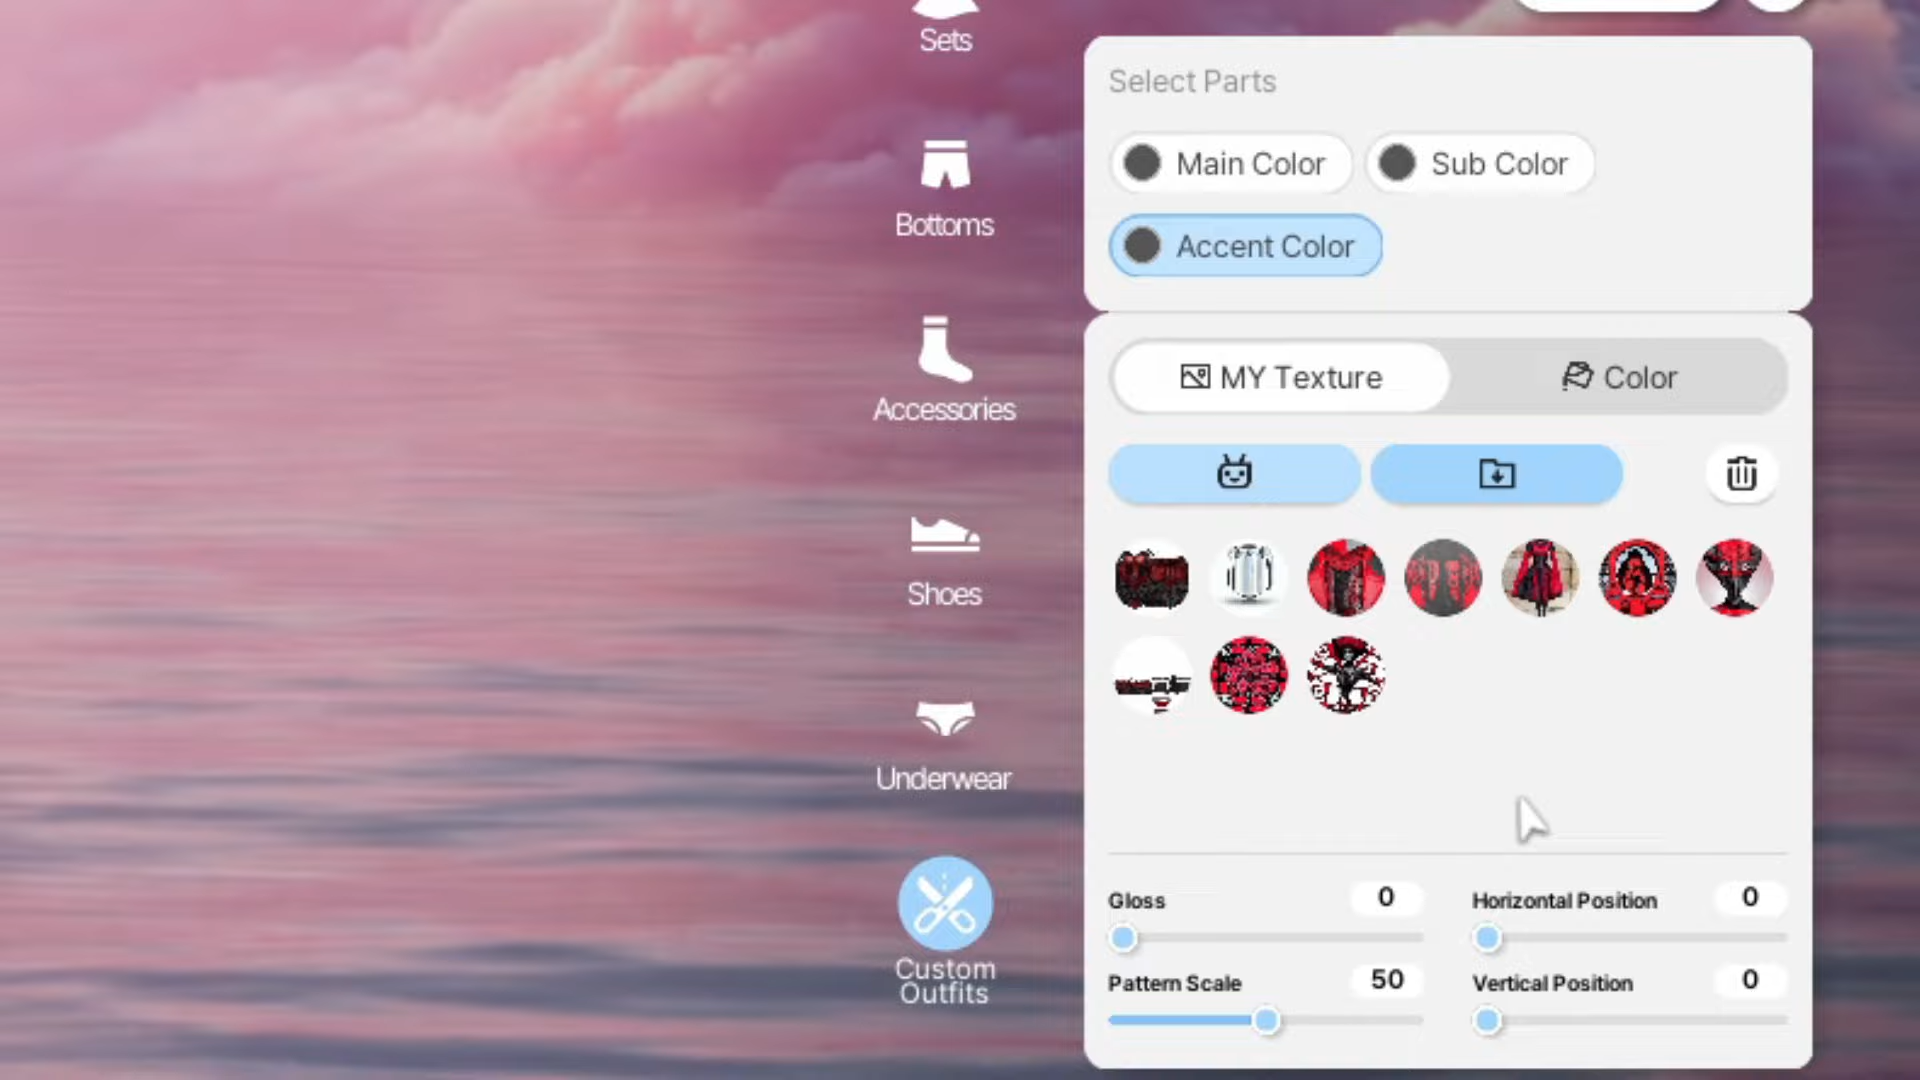 Sets
Bottoms
Accessories
Shoes
Underwear
Custom
Outfits
Select Parts
Main Color
Sub Color
Accent Color
MY Texture
Color
Gloss
0
Horizontal Position
0
Pattern Scale
50
Vertical Position
0